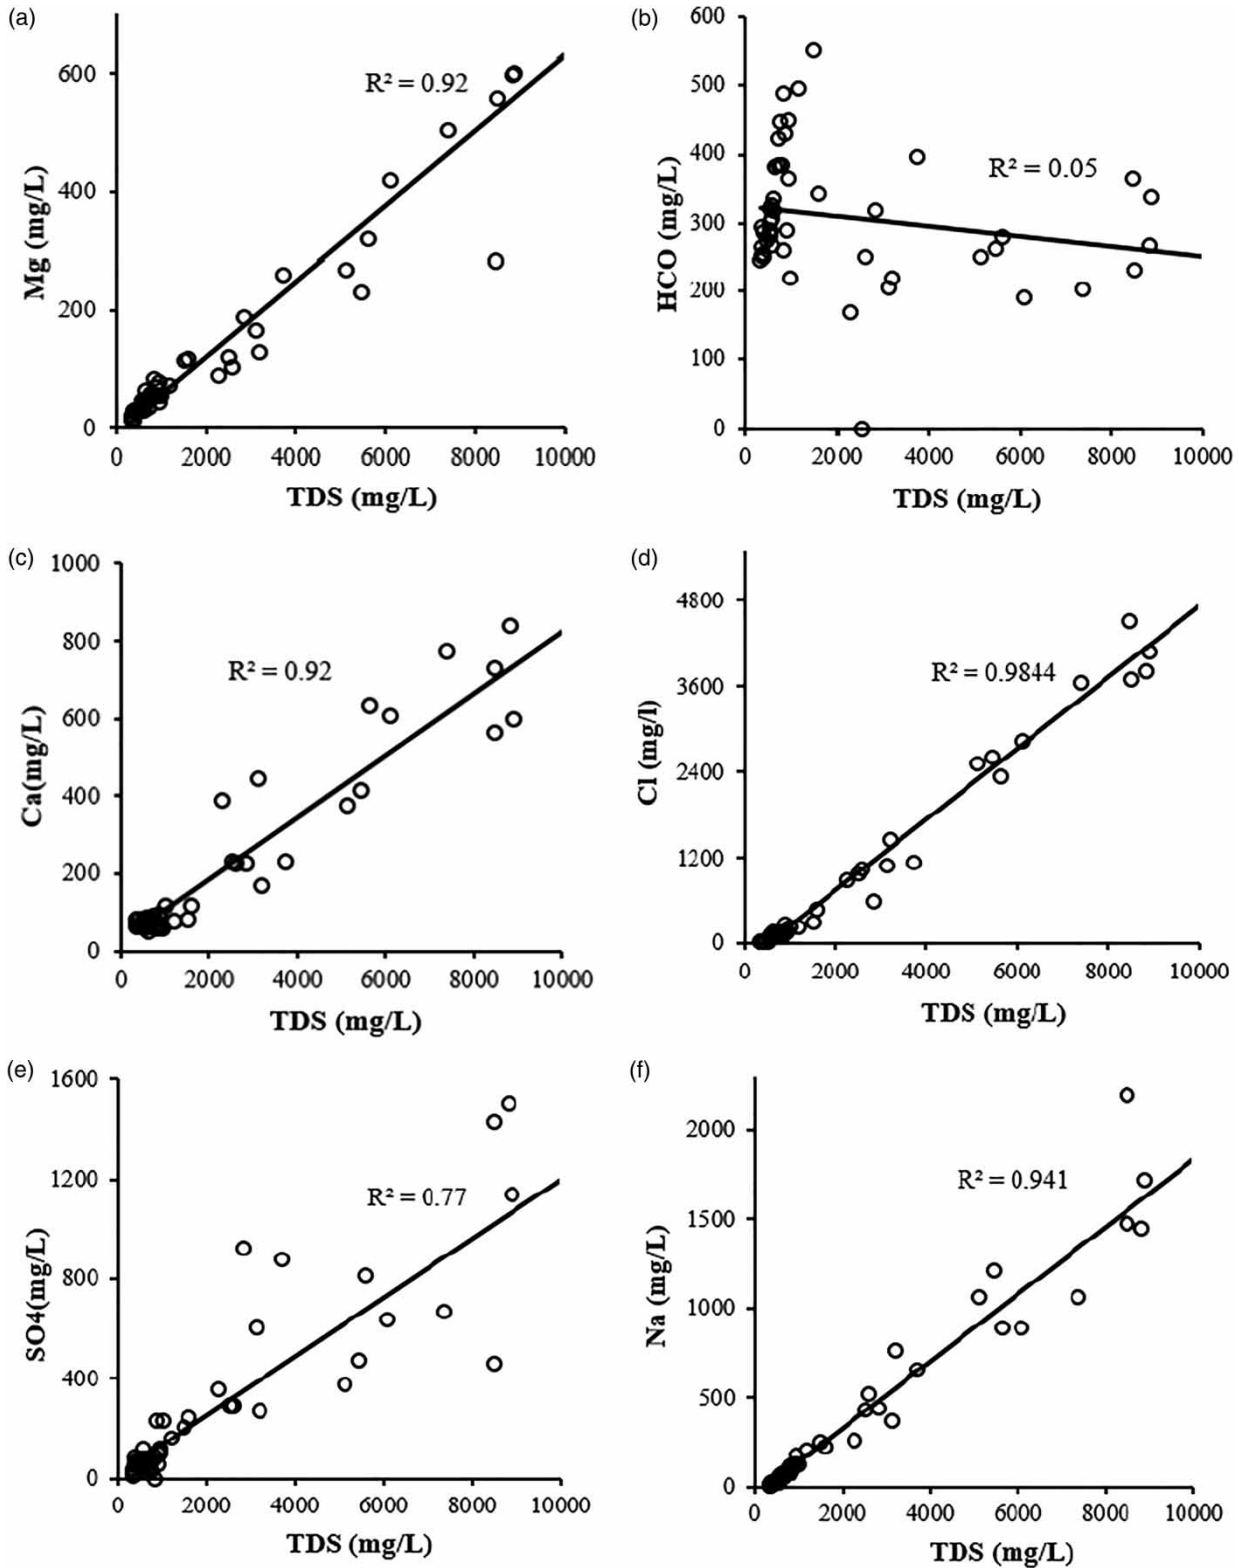 (a)
600
400
200
0
Mg (mg/L)
R² = 0.92
0 2000 4000 6000 8000 10000
TDS (mg/L)
(b)
600
500
400
300
200
100
0
HCO (mg/L)
R² = 0.05
0 2000 4000 6000 8000 10000
TDS (mg/L)
(c)
1000
800
600
400
200
0
Ca(mg/L)
R² = 0.92
0 2000 4000 6000 8000 10000
TDS (mg/L)
(d)
4800
3600
2400
1200
0
Cl (mg/l)
R² = 0.9844
0 2000 4000 6000 8000 10000
TDS (mg/L)
(e)
1600
1200
800
400
0
SO4(mg/L)
R² = 0.77
0 2000 4000 6000 8000 10000
TDS (mg/L)
(f)
2000
1500
1000
500
0
Na (mg/L)
R² = 0.941
0 2000 4000 6000 8000 10000
TDS (mg/L)